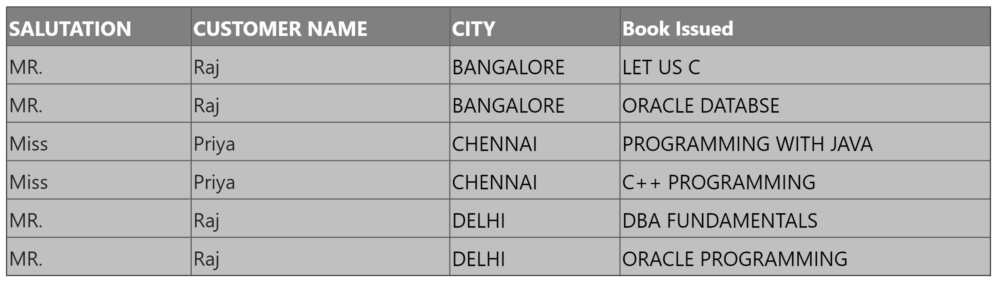 SALUTATION CUSTOMER NAME CITY Book Issued
MR. Raj BANGALORE LET US C
MR. Raj BANGALORE ORACLE DATABSE
Miss Priya CHENNAI PROGRAMMING WITH JAVA
Miss Priya CHENNAI C++ PROGRAMMING
MR. Raj DELHI DBA FUNDAMENTALS
MR. Raj DELHI ORACLE PROGRAMMING